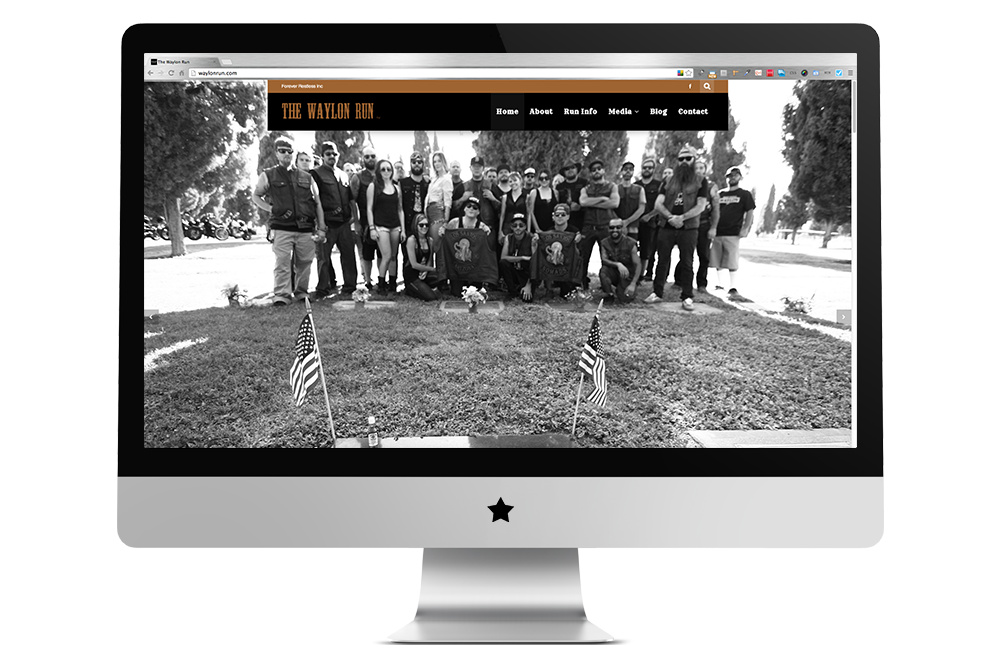 The Waylon Run
waylonrun.com
Forever Restless Inc
THE WAYLON RUN
Home About Run Info Media Blog Contact